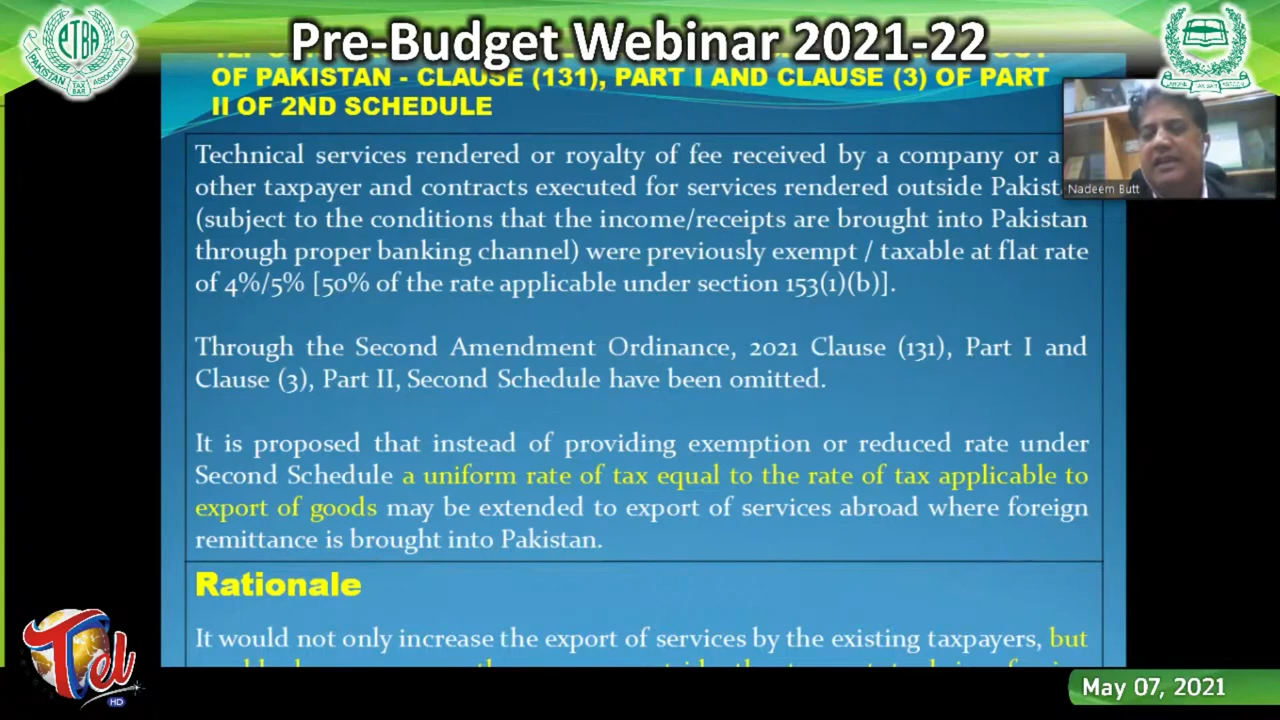 Pre-Budget Webinar 2021-22
PTBA
PAKISTAN TAX BAR ASSOCIATION
OF PAKISTAN - CLAUSE (131), PART I AND CLAUSE (3) OF PART
II OF 2ND SCHEDULE
Technical services rendered or royalty of fee received by a company or a
other taxpayer and contracts executed for services rendered outside Pakist
(subject to the conditions that the income/receipts are brought into Pakistan
through proper banking channel) were previously exempt / taxable at flat rate
of 4%/5% [50% of the rate applicable under section 153(1)(b)].
Through the Second Amendment Ordinance, 2021 Clause (131), Part I and
Clause (3), Part II, Second Schedule have been omitted.
It is proposed that instead of providing exemption or reduced rate under
Second Schedule a uniform rate of tax equal to the rate of tax applicable to
export of goods may be extended to export of services abroad where foreign
remittance is brought into Pakistan.
Rationale
It would not only increase the export of services by the existing taxpayers, but
Nadeem Butt
Tel
HD
May 07, 2021